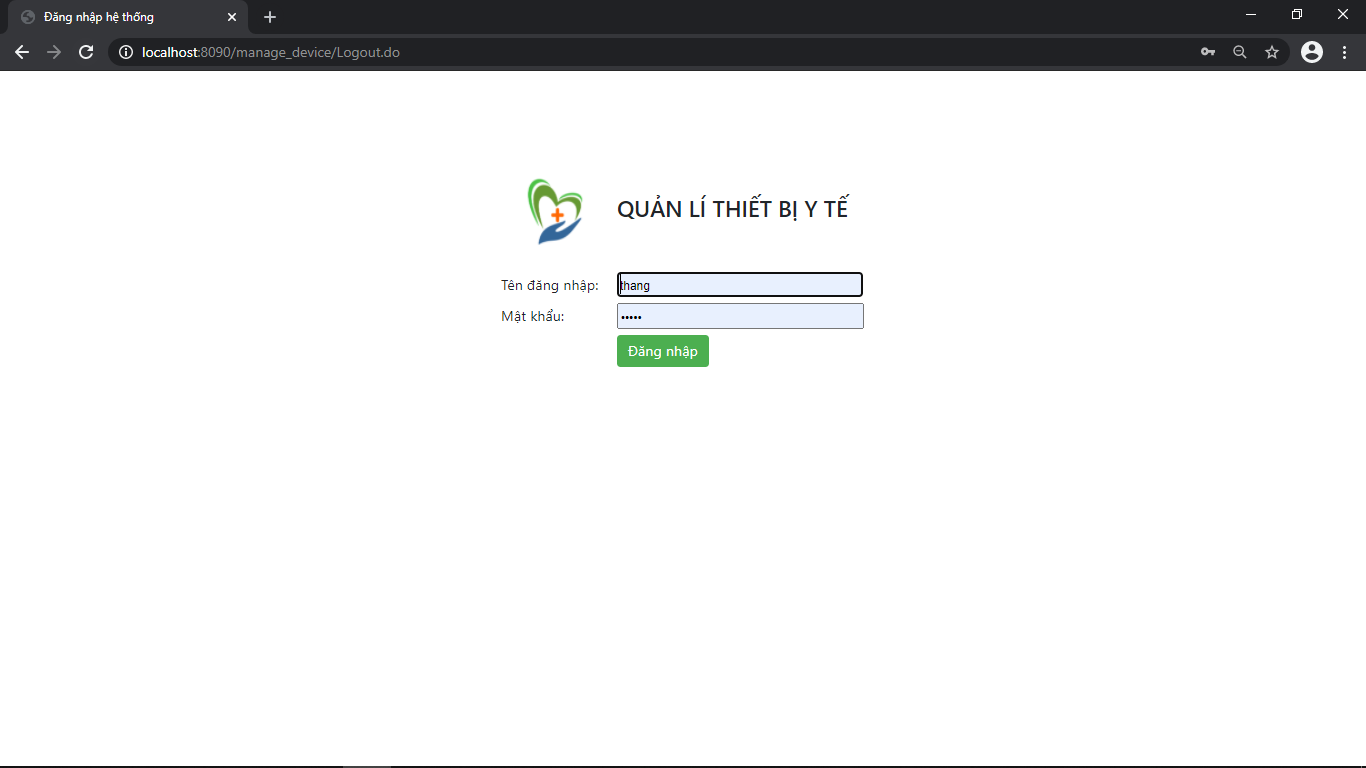 Đăng nhập hệ thống
localhost:8090/manage_device/Logout.do
QUẢN LÍ THIẾT BỊ Y TẾ
Tên đăng nhập:
thang
Mật khẩu:
•••••
Đăng nhập